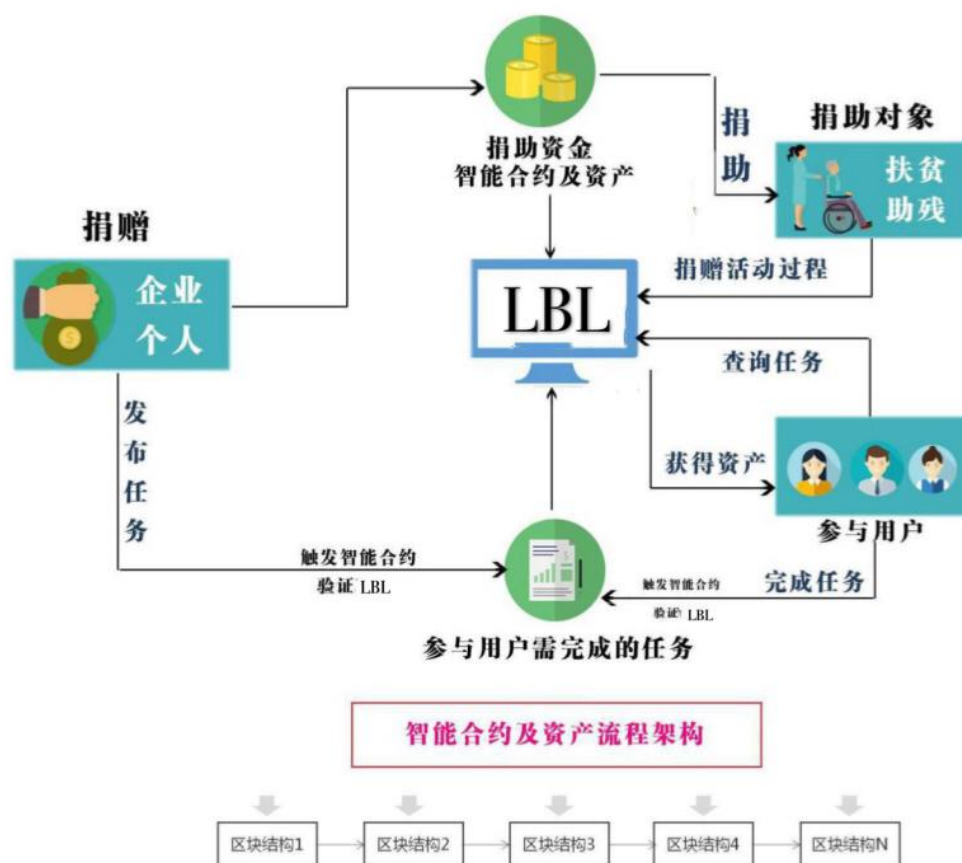 捐助资金
智能合约及资产
捐助
捐助对象
扶贫
助残
捐赠
企业
个人
捐赠活动过程
LBL
查询任务
发布任务
获得资产
参与用户
触发智能合约
验证 LBL
触发智能合约
验证 LBL
完成任务
参与用户需完成的任务
智能合约及资产流程架构
区块结构1
区块结构2
区块结构3
区块结构4
区块结构N